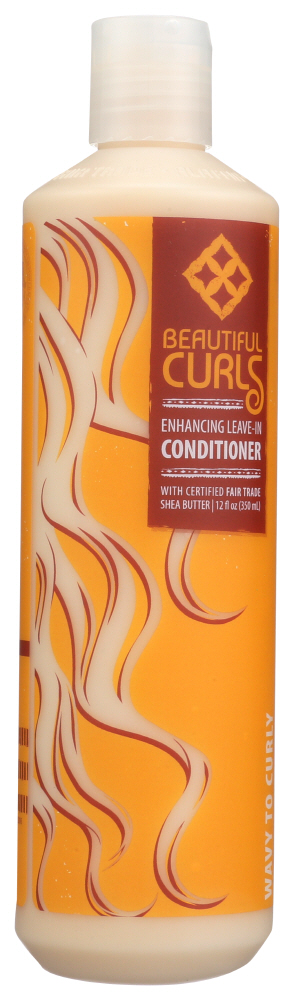 BEAUTIFUL
CURLS
ENHANCING LEAVE-IN
CONDITIONER
WITH CERTIFIED FAIR TRADE
SHEA BUTTER | 12 fl oz (350 mL)
WAVY TO CURLY